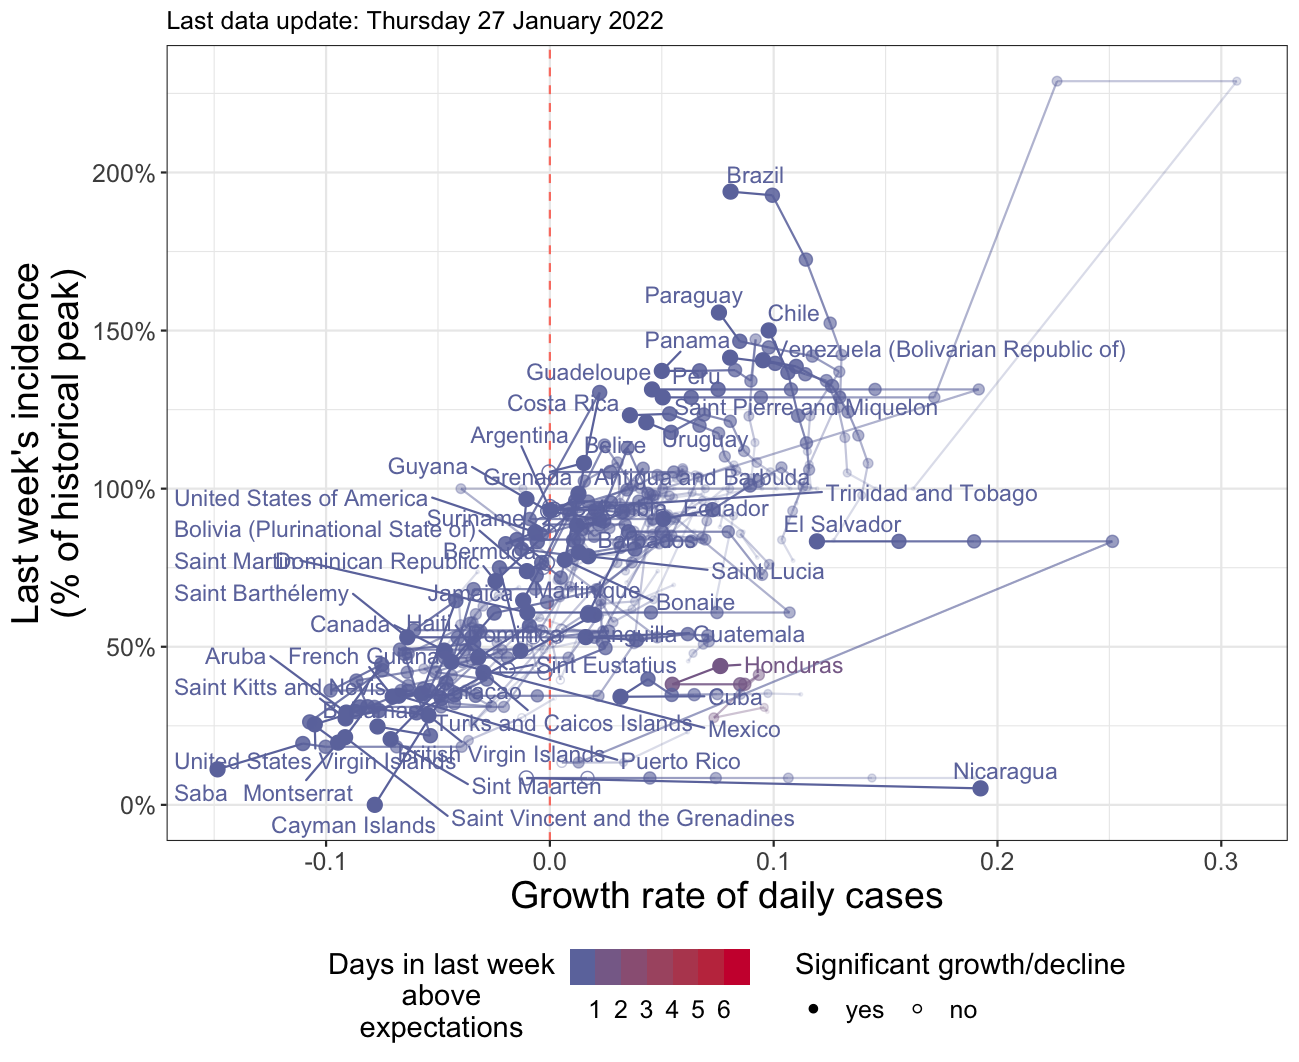 Last data update: Thursday 27 January 2022
Last week's incidence
(% of historical peak)
200%
150%
100%
50%
0%
Brazil
Paraguay
Chile
Panama
Venezuela (Bolivarian Republic of)
Guadeloupe
Peru
Costa Rica
Saint Pierre and Miquelon
Argentina
Belize
Uruguay
Guyana
Grenada
Antigua and Barbuda
United States of America
Trinidad and Tobago
Suriname
Ecuador
El Salvador
Bolivia (Plurinational State of)
Barbados
Bermuda
Saint Martin
Dominican Republic
Saint Lucia
Saint Barthélemy
Jamaica
Martinique
Bonaire
Canada
Haiti
Dominica
Anguilla
Guatemala
Aruba
French Guiana
Sint Eustatius
Honduras
Saint Kitts and Nevis
Curacao
Cuba
Bahamas
Turks and Caicos Islands
Mexico
United States Virgin Islands
British Virgin Islands
Puerto Rico
Nicaragua
Saba
Montserrat
Sint Maarten
Cayman Islands
Saint Vincent and the Grenadines
-0.1
0.0
0.1
0.2
0.3
Growth rate of daily cases
Days in last week
above
expectations
1 2 3 4 5 6
Significant growth/decline
yes
no